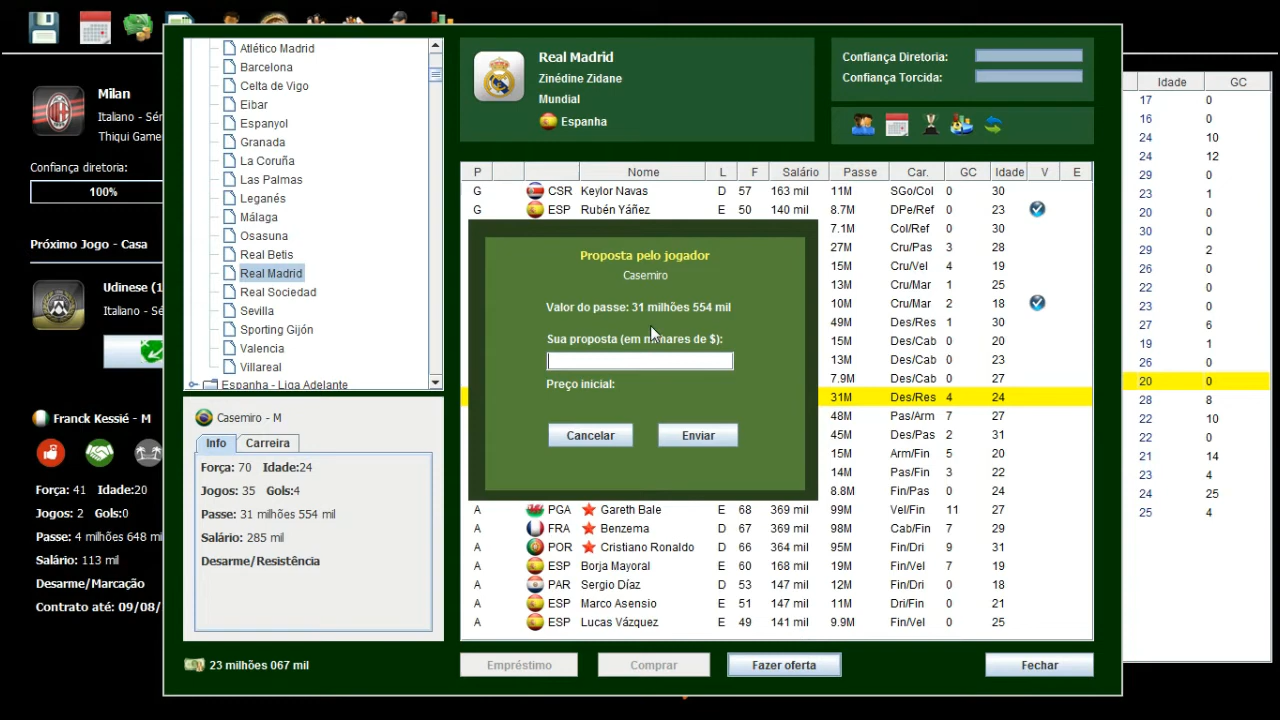 Milan
Italiano - Sé
Thiqui Game
Confiança diretoria:
100%
Próximo Jogo - Casa
Udinese (1
Italiano - Sé
Franck Kessié - M
Força: 41 Idade:20
Jogos: 2 Gols:0
Passe: 4 milhões 648 mi
Salário: 113 mil
Desarme/Marcação
Contrato até: 09/08/
Atlético Madrid
Barcelona
Celta de Vigo
Eibar
Espanyol
Granada
La Coruña
Las Palmas
Leganés
Málaga
Osasuna
Real Betis
Real Madrid
Real Sociedad
Sevilla
Sporting Gijón
Valencia
Villareal
Espanha - Liga Adelante
Casemiro - M
Info Carreira
Força: 70 Idade:24
Jogos: 35 Gols:4
Passe: 31 milhões 554 mil
Salário: 285 mil
Desarme/Resistência
23 milhões 067 mil
Real Madrid
Zinédine Zidane
Mundial
Espanha
Confiança Diretoria:
Confiança Torcida:
P Nome L F Salário Passe Car. GC Idade V E
G CSR Keylor Navas D 57 163 mil 11M SGo/Col 0 30
G ESP Rubén Yáñez E 50 140 mil 8.7M DPe/Ref 0 23
7.1M Col/Ref 0 30
27M Cru/Pas 3 28
15M Cru/Vel 4 19
13M Cru/Mar 1 25
10M Cru/Mar 2 18
49M Des/Res 1 30
15M Des/Cab 0 20
13M Des/Cab 0 23
7.9M Des/Cab 0 27
31M Des/Res 4 24
48M Pas/Arm 7 27
45M Des/Pas 2 31
15M Arm/Fin 5 20
14M Pas/Fin 3 22
8.8M Fin/Pas 0 24
A PGA Gareth Bale E 68 369 mil 99M Vel/Fin 11 27
A FRA Benzema D 67 369 mil 98M Cab/Fin 7 29
A POR Cristiano Ronaldo D 66 364 mil 95M Fin/Dri 9 31
A ESP Borja Mayoral E 60 168 mil 19M Fin/Vel 7 19
A PAR Sergio Díaz D 53 147 mil 12M Fin/Dri 0 18
A ESP Marco Asensio E 51 147 mil 11M Dri/Fin 0 21
A ESP Lucas Vázquez E 49 141 mil 9.9M Fin/Vel 0 25
Proposta pelo jogador
Casemiro
Valor do passe: 31 milhões 554 mil
Sua proposta (em de $):
Preço inicial:
Cancelar Enviar
Empréstimo Comprar Fazer oferta Fechar
Idade GC
17 0
16 0
24 10
24 12
29 0
23 1
20 0
30 0
29 2
26 0
22 0
23 0
27 6
19 1
26 0
20 0
28 8
22 10
22 0
21 14
23 4
24 25
25 4